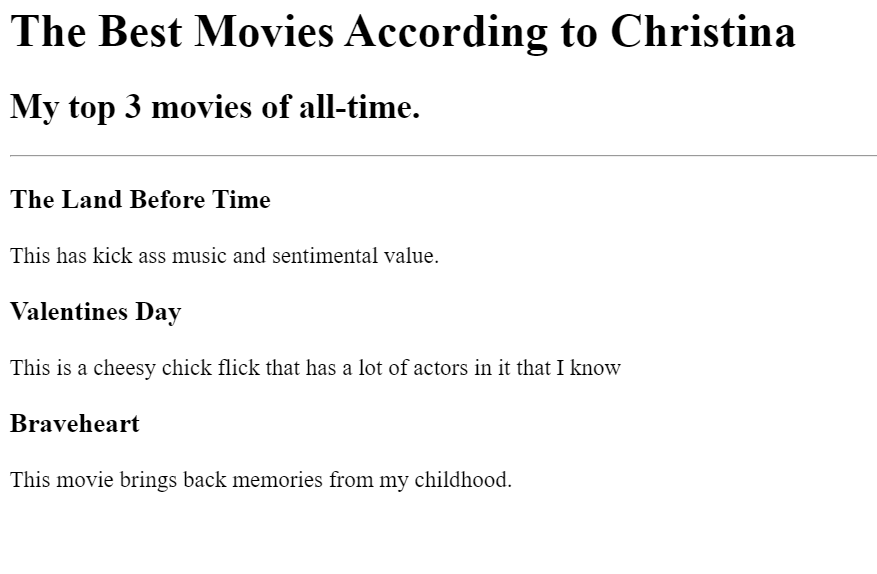 The Best Movies According to Christina
My top 3 movies of all-time.
The Land Before Time
This has kick ass music and sentimental value.
Valentines Day
This is a cheesy chick flick that has a lot of actors in it that I know
Braveheart
This movie brings back memories from my childhood.